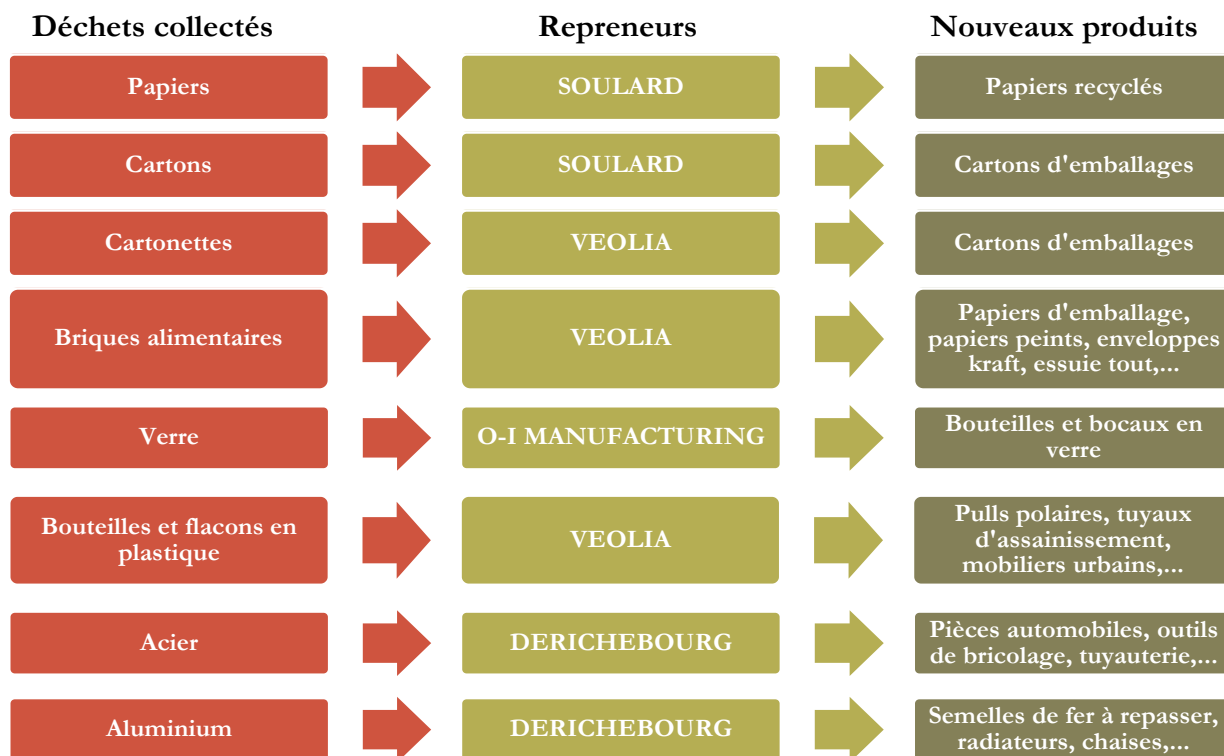 Déchets collectés
Repreneurs
Nouveaux produits
Papiers
SOULARD
Papiers recyclés
Cartons
SOULARD
Cartons d'emballages
Cartonettes
VEOLIA
Cartons d'emballages
Briques alimentaires
VEOLIA
Papiers d'emballage,
papiers peints, enveloppes
kraft, essuie tout,...
Verre
O-I MANUFACTURING
Bouteilles et bocaux en
verre
Bouteilles et flacons en
plastique
VEOLIA
Pulls polaires, tuyaux
d'assainissement,
mobiliers urbains,...
Acier
DERICHEBOURG
Pièces automobiles, outils
de bricolage, tuyauterie,...
Aluminium
DERICHEBOURG
Semelles de fer à repasser,
radiateurs, chaises,...